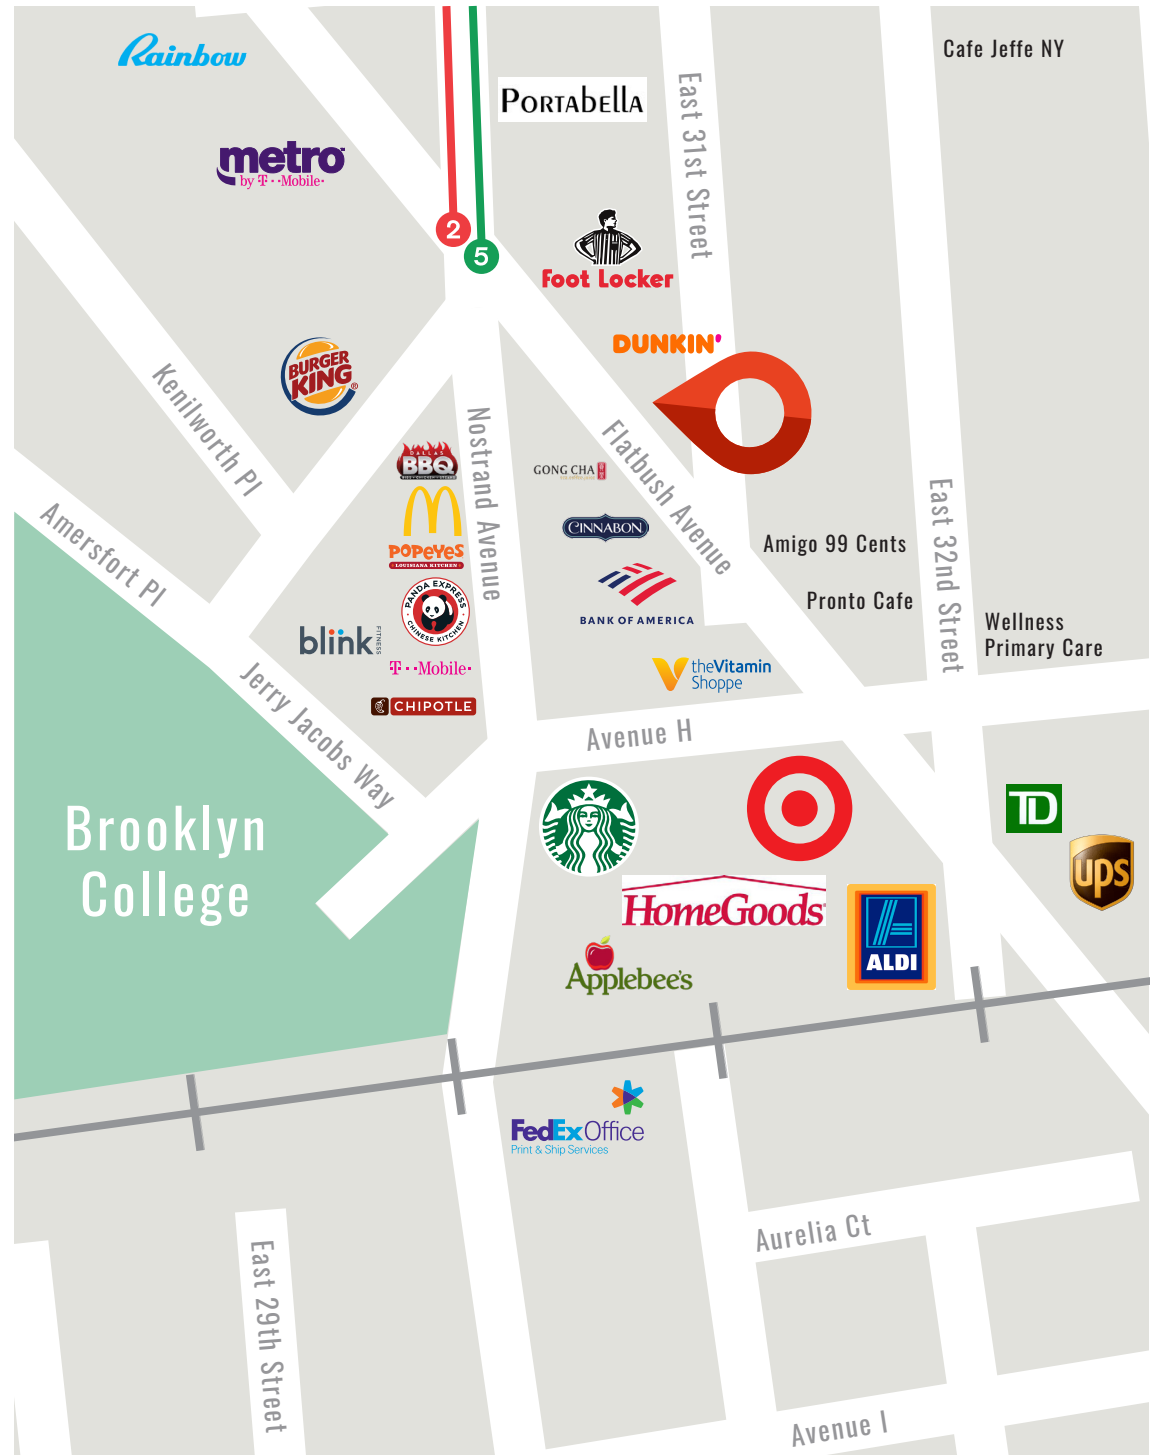 Rainbow
Cafe Jeffe NY
PORTABELLA
metro
by T-Mobile
East 31st Street
2
5
Foot Locker
DUNKIN'
BURGER
KING
®
Kenilworth Pl
Nostrand Avenue
Flatbush Avenue
DALLAS
BBQ
GONG CHA
M
CINNABON
POPEYES
LOUISIANA KITCHEN
Amersfort Pl
Amigo 99 Cents
East 32nd Street
PANDA EXPRESS
CHINESE KITCHEN
BANK OF AMERICA
Pronto Cafe
Wellness
Primary Care
blink
FITNESS
T-Mobile
theVitamin
Shoppe
CHIPOTLE
Jerry Jacobs Way
Avenue H
Brooklyn
College
TD
ups
HomeGoods
ALDI
Applebee's
FedEx Office
Print & Ship Services
Aurelia Ct
East 29th Street
Avenue I